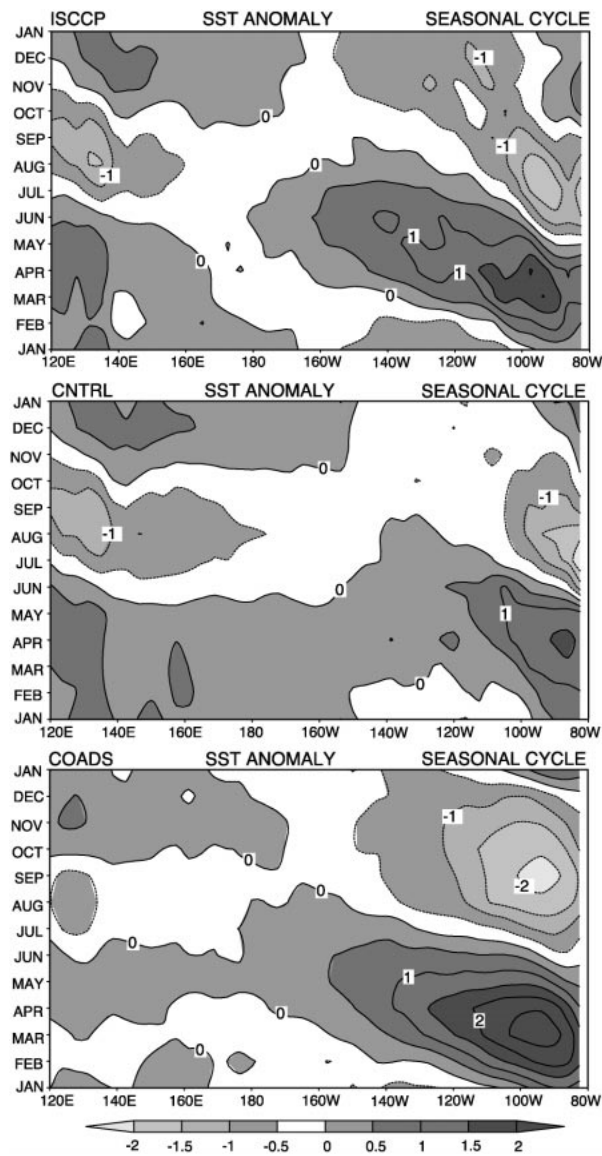 ISCCP SST ANOMALY SEASONAL CYCLE
JAN
DEC -1
NOV
OCT 0
SEP -1
AUG -1 0
JUL
JUN
MAY 1
APR 0 1
MAR 0
FEB
JAN
120E 140E 160E 180 160W 140W 120W 100W 80W
CNTRL SST ANOMALY SEASONAL CYCLE
JAN
DEC
NOV
OCT 0
SEP -1
AUG -1
JUL
JUN 0
MAY 1
APR
MAR
FEB 0
JAN
120E 140E 160E 180 160W 140W 120W 100W 80W
COADS SST ANOMALY SEASONAL CYCLE
JAN
DEC -1
NOV
OCT 0
SEP -2
AUG
JUL 0
JUN 0
MAY 1
APR 0 2
MAR
FEB 0
JAN
120E 140E 160E 180 160W 140W 120W 100W 80W
-2 -1.5 -1 -0.5 0 0.5 1 1.5 2